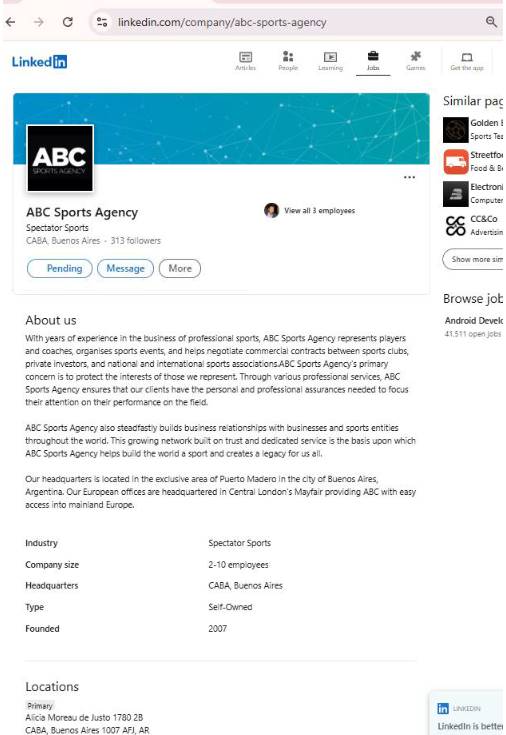 linkedin.com/company/abc-sports-agency
Linked in
Articles People Learning Jobs Games Get the app
ABC
SPORTS AGENCY
ABC Sports Agency
Spectator Sports
CABA, Buenos Aires · 313 followers
View all 3 employees
Pending Message More
About us
With years of experience in the business of professional sports, ABC Sports Agency represents players
and coaches, organises sports events, and helps negotiate commercial contracts between sports clubs,
private investors, and national and international sports associations.ABC Sports Agency's primary
concern is to protect the interests of those we represent. Through various professional services, ABC
Sports Agency ensures that our clients have the personal and professional assurances needed to focus
their attention on their performance on the field.
ABC Sports Agency also steadfastly builds business relationships with businesses and sports entities
throughout the world. This growing network built on trust and dedicated service is the basis upon which
ABC Sports Agency helps build the world a sport and creates a legacy for us all.
Our headquarters is located in the exclusive area of Puerto Madero in the city of Buenos Aires,
Argentina. Our European offices are headquartered in Central London's Mayfair providing ABC with easy
access into mainland Europe.
Industry Spectator Sports
Company size 2-10 employees
Headquarters CABA, Buenos Aires
Type Self-Owned
Founded 2007
Locations
Primary
Alicia Moreau de Justo 1780 2B
CABA, Buenos Aires 1007 AFJ, AR
Similar pag
Golden
Sports Tea
Streetfo
Food & Be
Electroni
Computer
CC
CC&Co
Advertisin
Show more sim
Browse job
Android Develo
41,511 open jobs
in LINKEDIN
LinkedIn is better